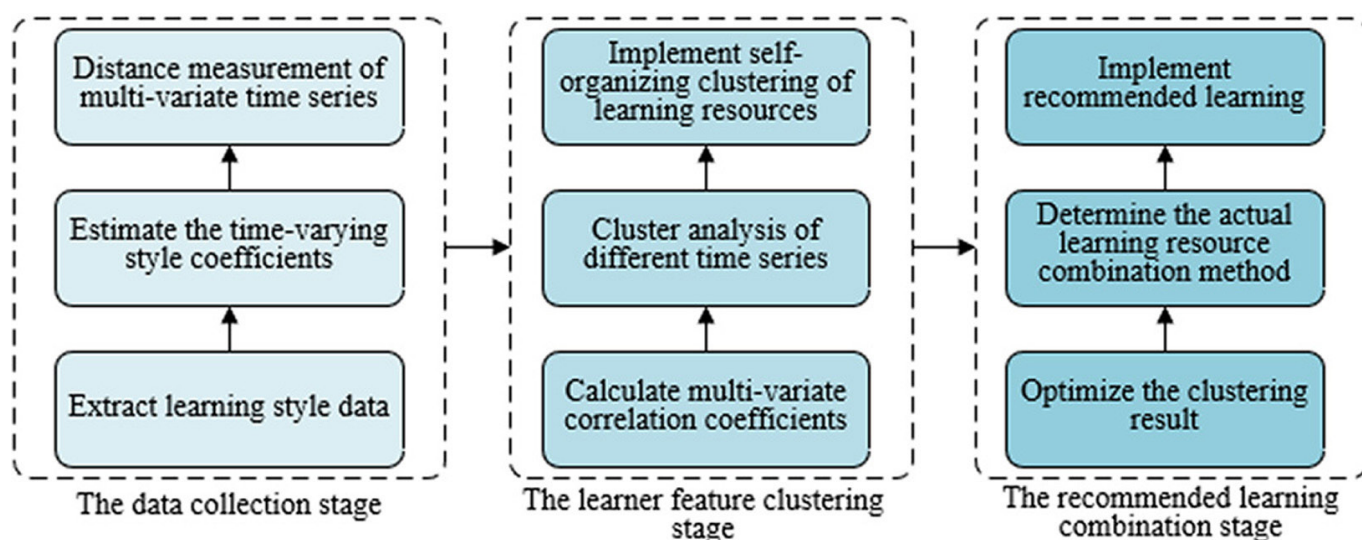 Distance measurement of
multi-variate time series
Estimate the time-varying
style coefficients
Extract learning style data
The data collection stage
Implement self-
organizing clustering of
learning resources
Cluster analysis of
different time series
Calculate multi-variate
correlation coefficients
The learner feature clustering
stage
Implement
recommended learning
Determine the actual
learning resource
combination method
Optimize the clustering
result
The recommended learning
combination stage